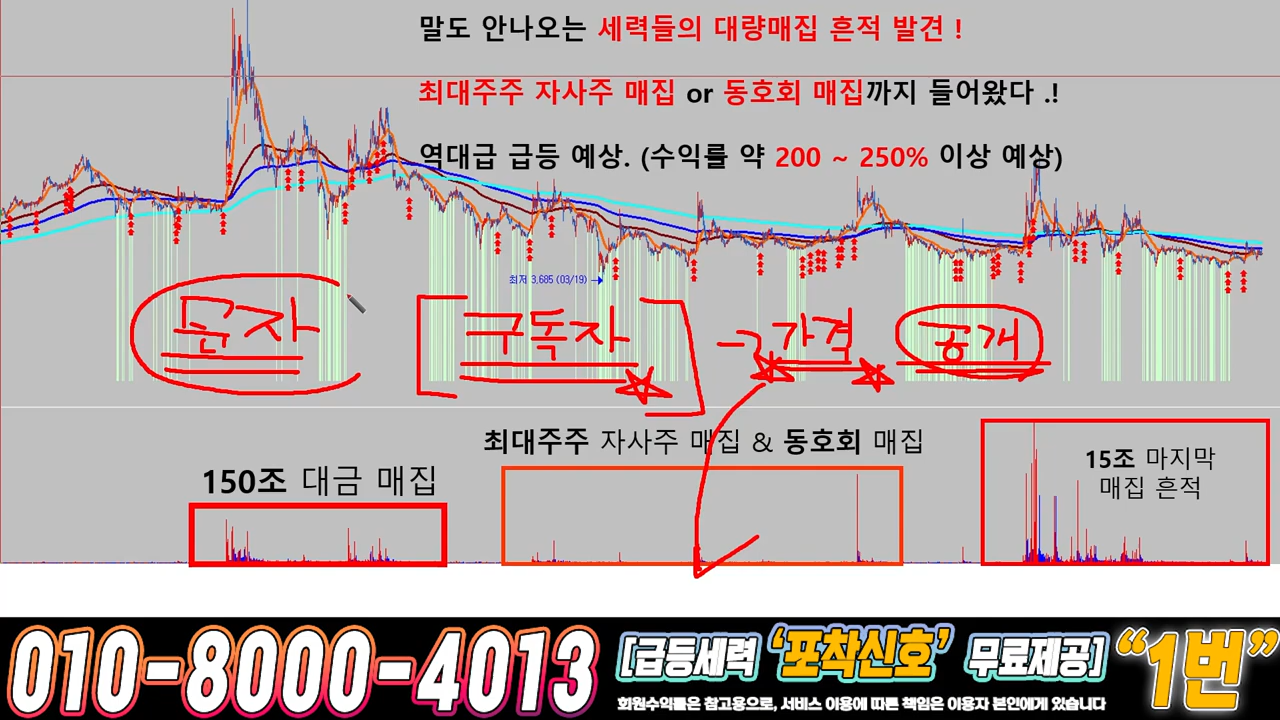 말도 안나오는 세력들의 대량매집 흔적 발견 !
최대주주 자사주 매집 or 동호회 매집까지 들어왔다 .!
역대급 급등 예상. (수익률 약 200 ~ 250% 이상 예상)
최저 3,685 (03/19)
문자
구독자
가격
공개
최대주주 자사주 매집 & 동호회 매집
150조 대금 매집
15조 마지막
매집 흔적
010-8000-4013
[급등세력 '포착신호' 무료제공] "1번"
회원수익률은 참고용으로, 서비스 이용에 따른 책임은 이용자 본인에게 있습니다